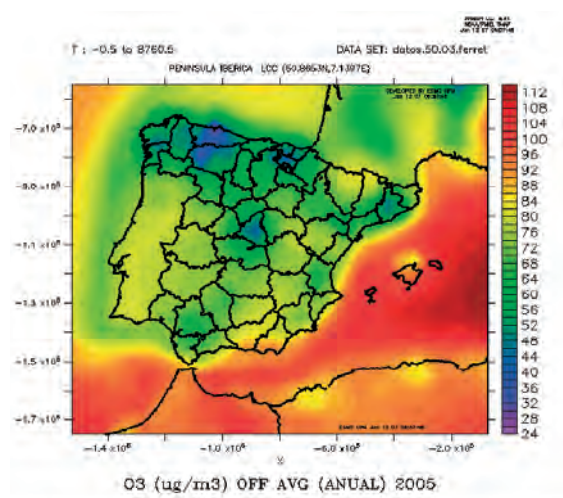 T : -0.5 to 8760.5
DATA SET: datos.50.03.ferret
PENINSULA IBERICA LCC
-7.0 x10⁵
-9.0 x10⁵
-1.1 x10⁶
-1.3 x10⁶
-1.5 x10⁶
-1.7x10⁶
-1.4 x10⁶
-1.0 x10⁶
-6.0 x10⁵
-2.0 x10⁵
X
112
108
104
100
96
92
88
84
80
76
72
68
64
60
56
52
48
44
40
36
32
28
24
O3 (ug/m3) OFF AVG (ANUAL) 2005